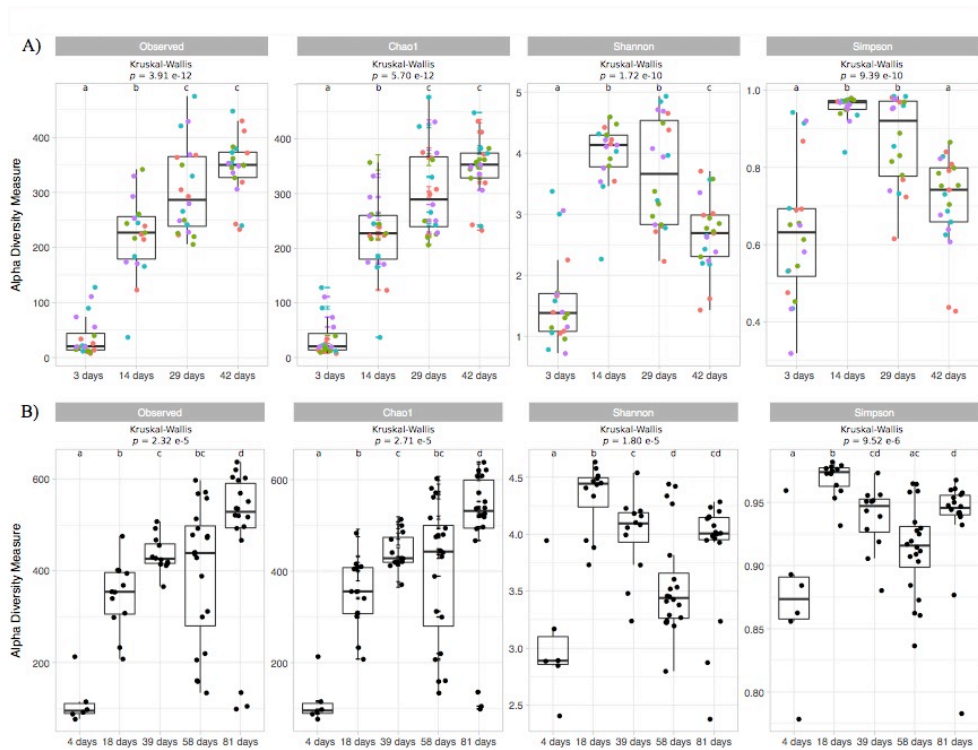 A)
Observed
Chao1
Shannon
Simpson
Kruskal-Wallis
p = 3.91 e-12
Kruskal-Wallis
p = 5.70 e-12
Kruskal-Wallis
p = 1.72 e-10
Kruskal-Wallis
p = 9.39 e-10
a b c c
a b c c
a b b c
a b b a
Alpha Diversity Measure
400
300
200
100
0
400
300
200
100
0
5
4
3
2
1
1.0
0.8
0.6
0.4
3 days 14 days 29 days 42 days
3 days 14 days 29 days 42 days
3 days 14 days 29 days 42 days
3 days 14 days 29 days 42 days
B)
Observed
Chao1
Shannon
Simpson
Kruskal-Wallis
p = 2.32 e-5
Kruskal-Wallis
p = 2.71 e-5
Kruskal-Wallis
p = 1.80 e-5
Kruskal-Wallis
p = 9.52 e-6
a b c bc d
a b c bc d
a b c d cd
a b cd ac d
Alpha Diversity Measure
600
400
200
600
400
200
4.5
4.0
3.5
3.0
2.5
0.95
0.90
0.85
0.80
4 days 18 days 39 days 58 days 81 days
4 days 18 days 39 days 58 days 81 days
4 days 18 days 39 days 58 days 81 days
4 days 18 days 39 days 58 days 81 days